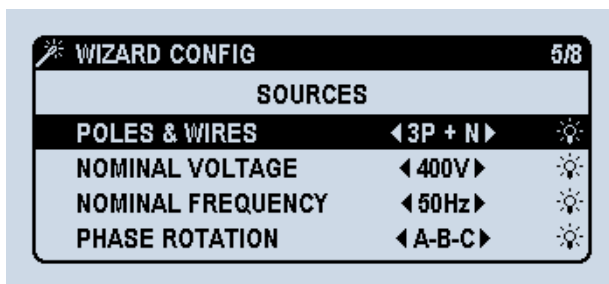 WIZARD CONFIG 5/8
SOURCES
POLES & WIRES ◀3P + N▶
NOMINAL VOLTAGE ◀400V▶
NOMINAL FREQUENCY ◀50Hz▶
PHASE ROTATION ◀A-B-C▶